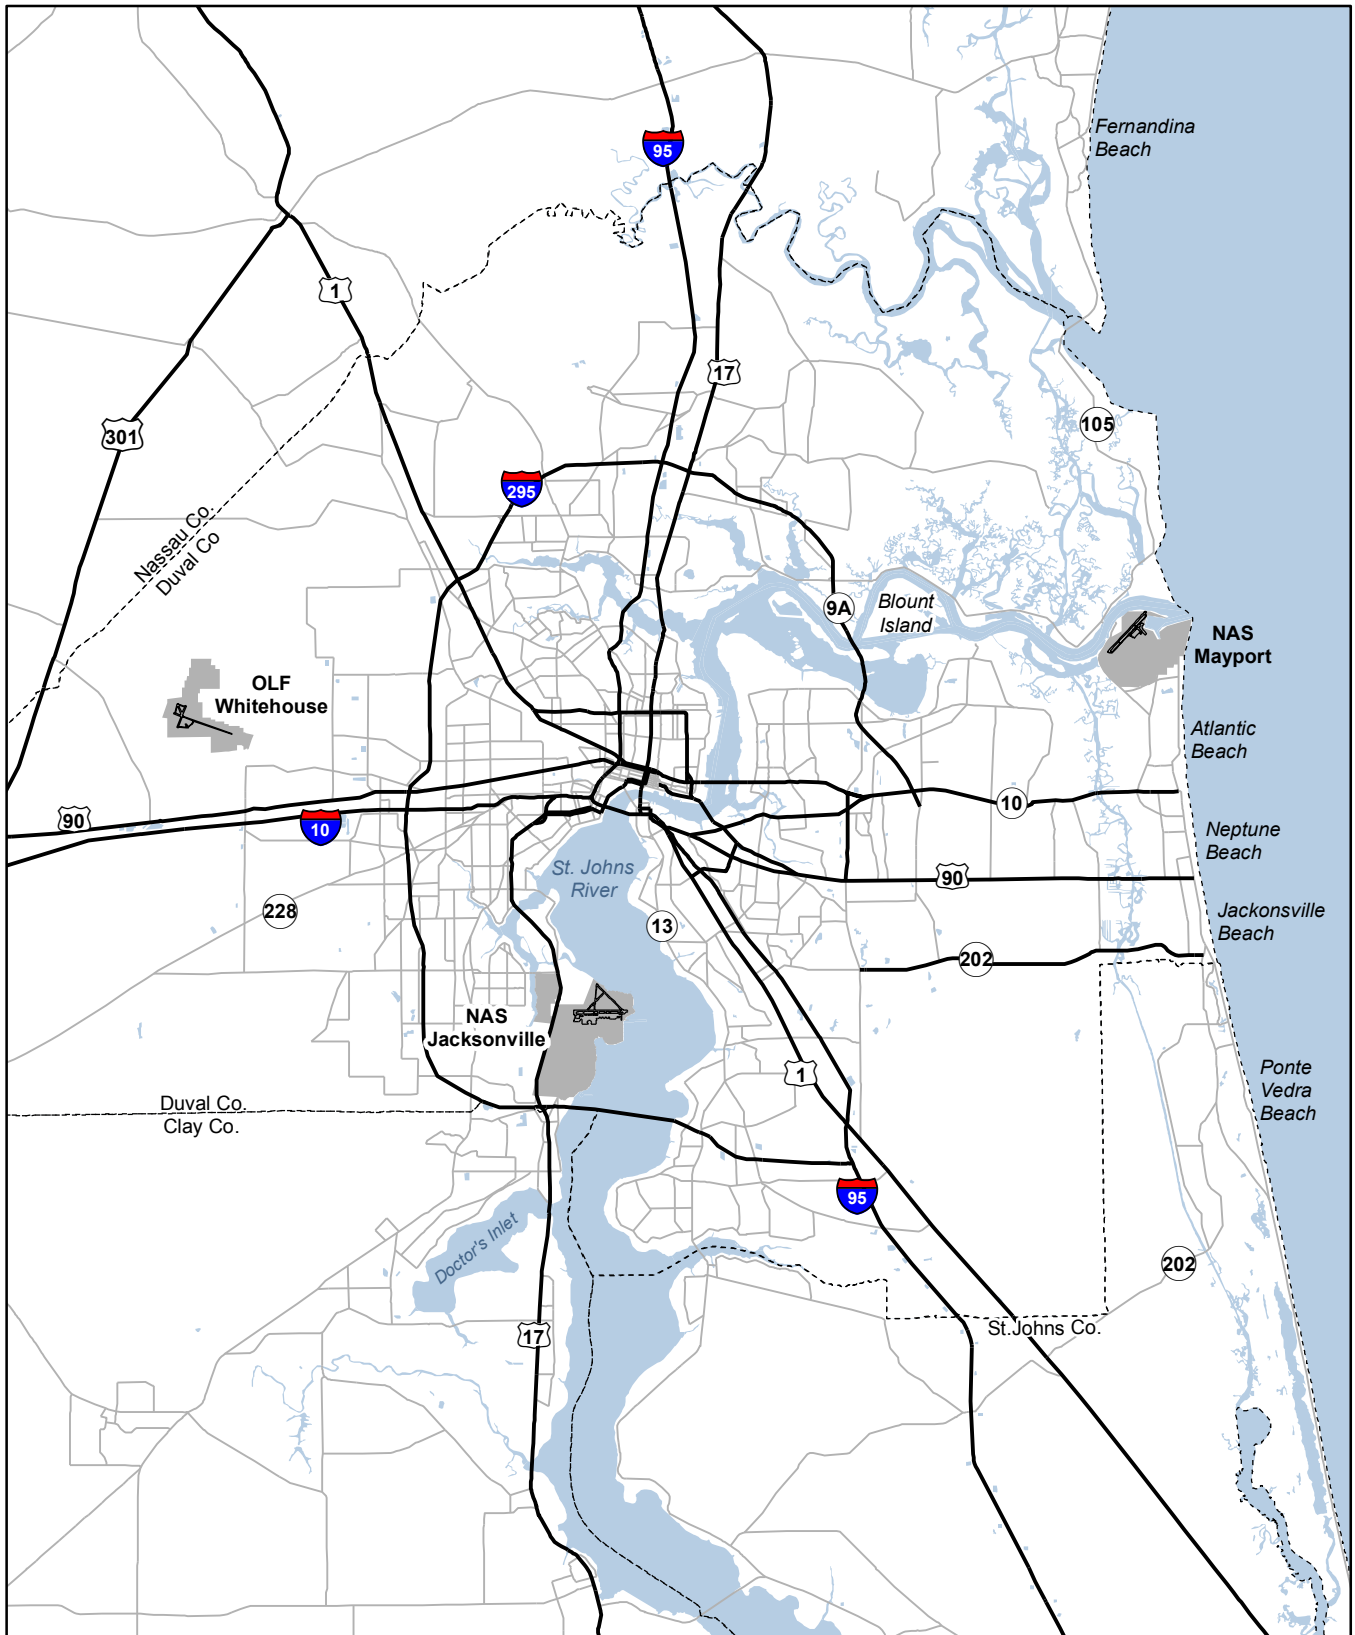 95
Fernandina
Beach
1
17
301
105
295
Nassau Co.
Duval Co
9A
Blount
Island
NAS
Mayport
OLF
Whitehouse
Atlantic
Beach
10
90
10
Neptune
Beach
St. Johns
River
90
228
13
Jackonsville
Beach
202
NAS
Jacksonville
1
Ponte
Vedra
Beach
Duval Co.
Clay Co.
95
Doctor's Inlet
202
17
St.Johns Co.